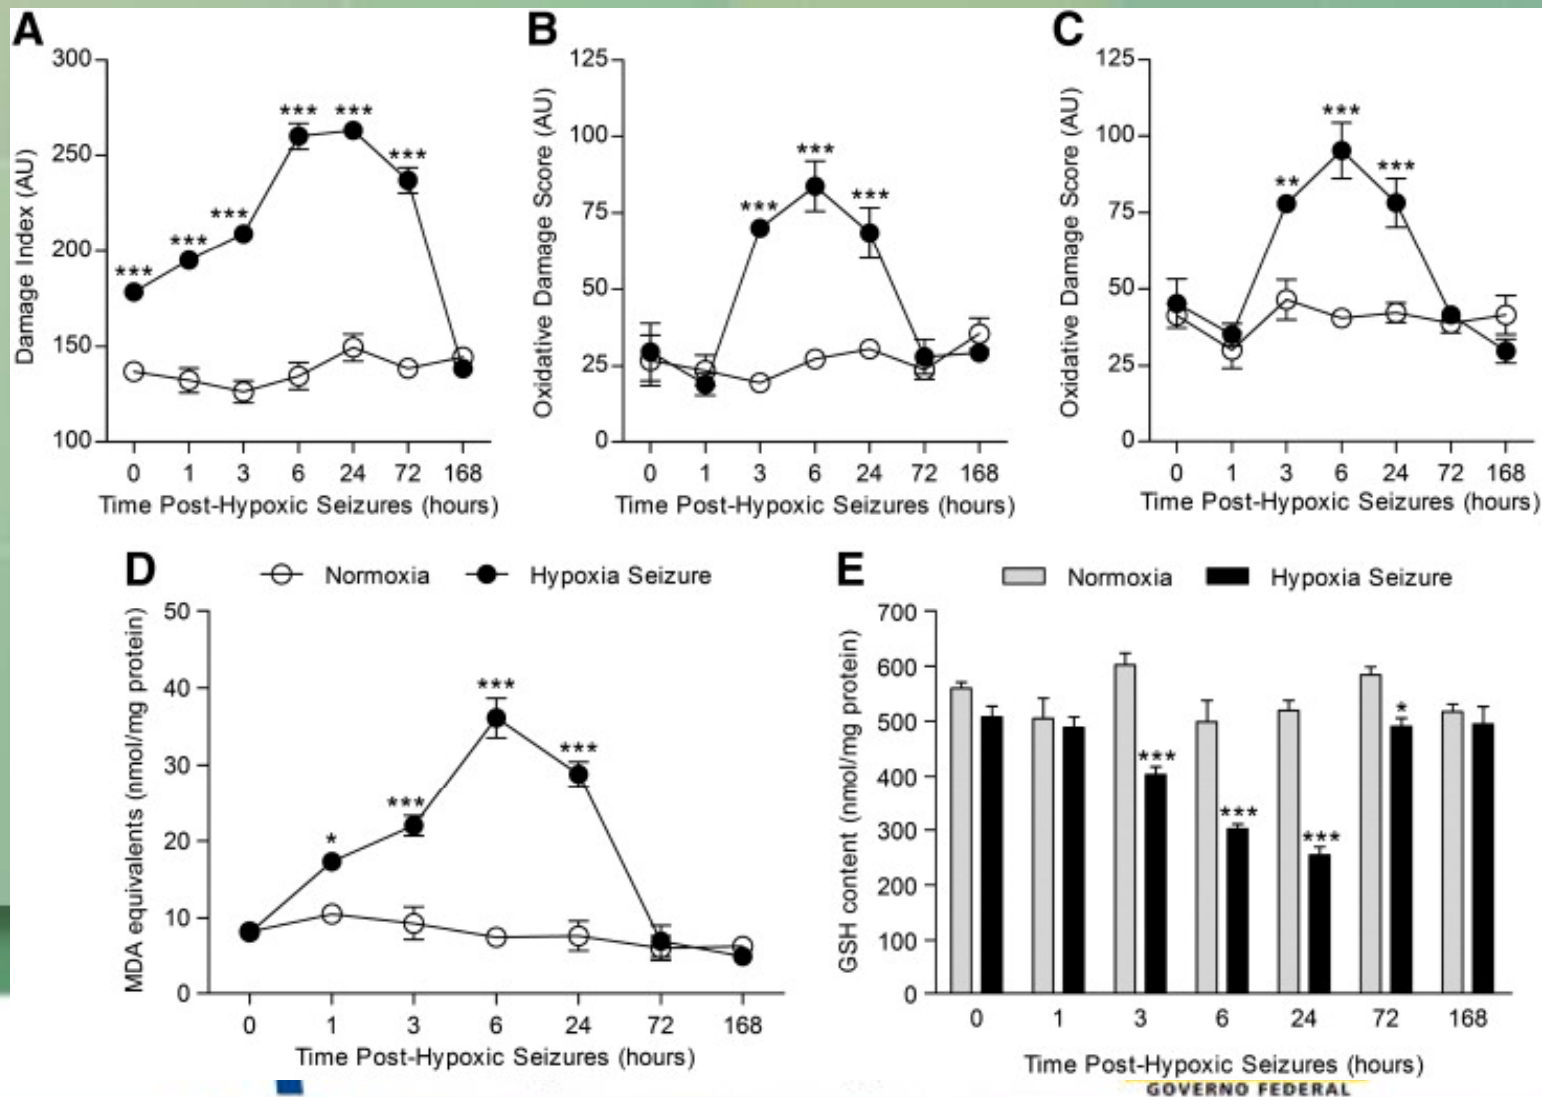 A
300
250
200
150
100
Damage Index (AU)
***
***
***
***
***
***
0 1 3 6 24 72 168
Time Post-Hypoxic Seizures (hours)
B
125
100
75
50
25
0
Oxidative Damage Score (AU)
***
***
***
0 1 3 6 24 72 168
Time Post-Hypoxic Seizures (hours)
C
125
100
75
50
25
0
Oxidative Damage Score (AU)
**
***
***
0 1 3 6 24 72 168
Time Post-Hypoxic Seizures (hours)
D
Normoxia Hypoxia Seizure
50
40
30
20
10
0
MDA equivalents (nmol/mg protein)
*
***
***
***
0 1 3 6 24 72 168
Time Post-Hypoxic Seizures (hours)
E
Normoxia Hypoxia Seizure
700
600
500
400
300
200
100
0
GSH content (nmol/mg protein)
***
***
***
*
0 1 3 6 24 72 168
Time Post-Hypoxic Seizures (hours)
GOVERNO FEDERAL